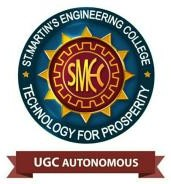 ST.MARTIN'S ENGINEERING COLLEGE
SMEC
TECHNOLOGY FOR PROSPERITY
UGC AUTONOMOUS